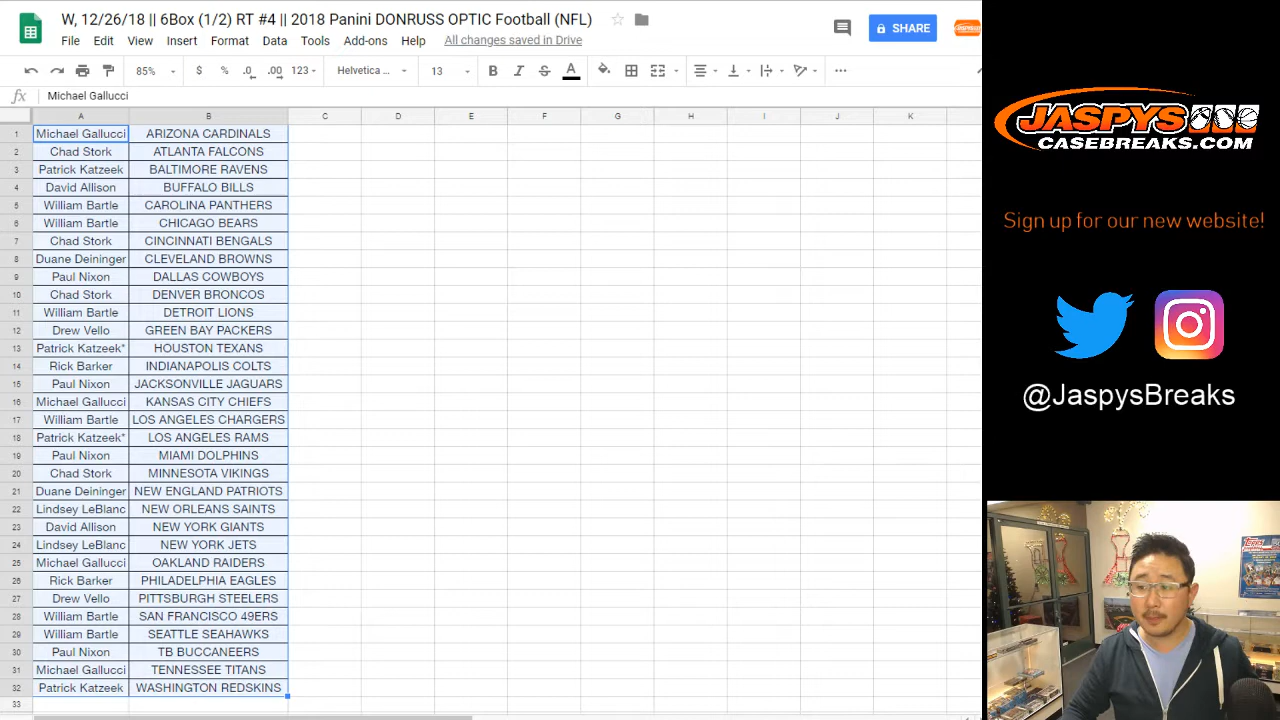 W, 12/26/18 || 6Box (1/2) RT #4 || 2018 Panini DONRUSS OPTIC Football (NFL)
File Edit View Insert Format Data Tools Add-ons Help All changes saved in Drive
SHARE
85% $ % .0 .00 123 Helvetica ... 13 B I S A
fx Michael Gallucci
A B C D E F G H I J K
1 Michael Gallucci ARIZONA CARDINALS
2 Chad Stork ATLANTA FALCONS
3 Patrick Katzeek BALTIMORE RAVENS
4 David Allison BUFFALO BILLS
5 William Bartle CAROLINA PANTHERS
6 William Bartle CHICAGO BEARS
7 Chad Stork CINCINNATI BENGALS
8 Duane Deininger CLEVELAND BROWNS
9 Paul Nixon DALLAS COWBOYS
10 Chad Stork DENVER BRONCOS
11 William Bartle DETROIT LIONS
12 Drew Vello GREEN BAY PACKERS
13 Patrick Katzeek* HOUSTON TEXANS
14 Rick Barker INDIANAPOLIS COLTS
15 Paul Nixon JACKSONVILLE JAGUARS
16 Michael Gallucci KANSAS CITY CHIEFS
17 William Bartle LOS ANGELES CHARGERS
18 Patrick Katzeek* LOS ANGELES RAMS
19 Paul Nixon MIAMI DOLPHINS
20 Chad Stork MINNESOTA VIKINGS
21 Duane Deininger NEW ENGLAND PATRIOTS
22 Lindsey LeBlanc NEW ORLEANS SAINTS
23 David Allison NEW YORK GIANTS
24 Lindsey LeBlanc NEW YORK JETS
25 Michael Gallucci OAKLAND RAIDERS
26 Rick Barker PHILADELPHIA EAGLES
27 Drew Vello PITTSBURGH STEELERS
28 William Bartle SAN FRANCISCO 49ERS
29 William Bartle SEATTLE SEAHAWKS
30 Paul Nixon TB BUCCANEERS
31 Michael Gallucci TENNESSEE TITANS
32 Patrick Katzeek WASHINGTON REDSKINS
33
JASPYS
CASEBREAKS.COM
Sign up for our new website!
@JaspysBreaks
TOPPS